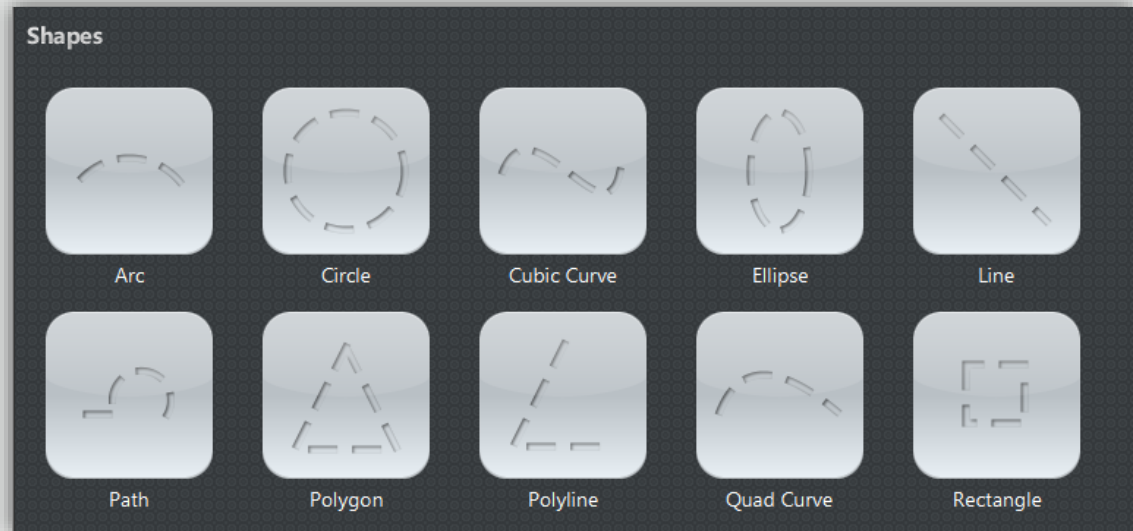 Shapes
Arc
Circle
Cubic Curve
Ellipse
Line
Path
Polygon
Polyline
Quad Curve
Rectangle